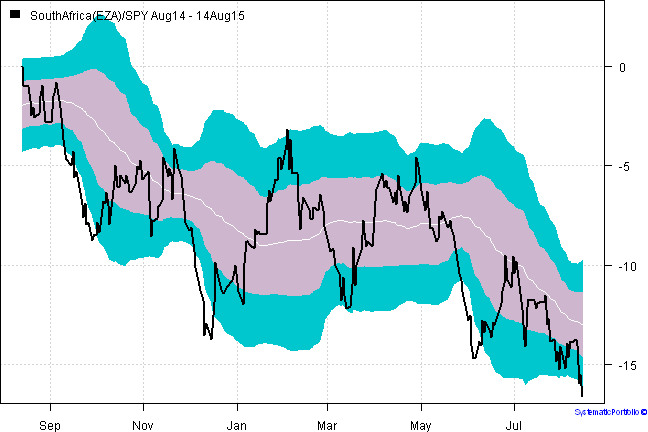 SouthAfrica(EZA)/SPY Aug14 - 14Aug15
0
-5
-10
-15
Sep Nov Jan Mar May Jul
SystematicPortfolio ©